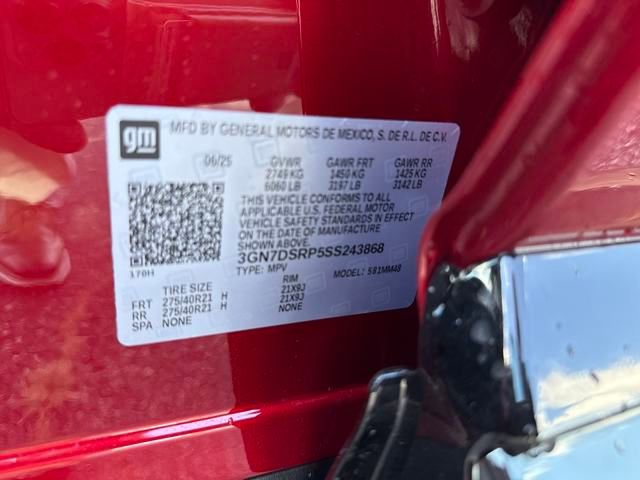 gm
MFD BY GENERAL MOTORS DE MEXICO, S. DE R.L. DE C.V.
06/25 GVWR GAWR FRT GAWR RR
2749 KG 1450 KG 1425 KG
6060 LB 3197 LB 3142 LB
THIS VEHICLE CONFORMS TO ALL
APPLICABLE U.S. FEDERAL MOTOR
VEHICLE SAFETY STANDARDS IN EFFECT
ON THE DATE OF MANUFACTURE
3GN7DSRP5SS243868
170H TYPE: MPV MODEL: 581MM48
TIRE SIZE RIM
FRT 275/40R21 H 21X9J
RR 275/40R21 H 21X9J
SPA NONE NONE